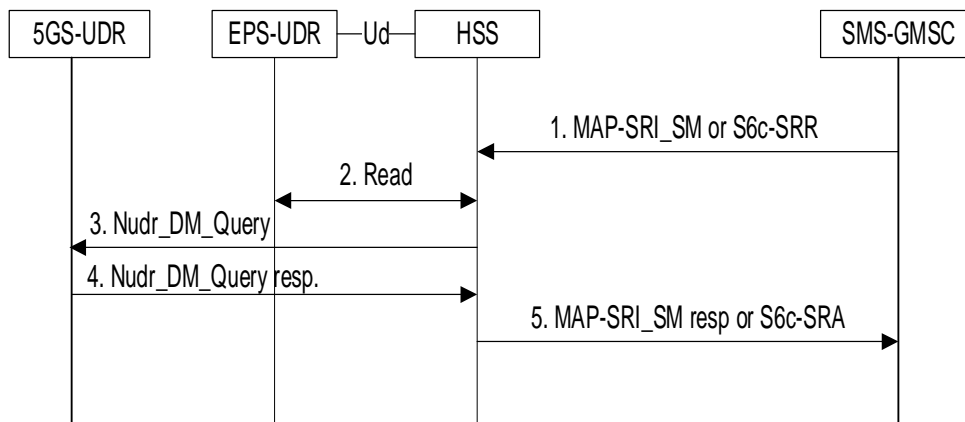 5GS-UDR
EPS-UDR
Ud
HSS
SMS-GMSC
1. MAP-SRI_SM or S6c-SRR
2. Read
3. Nudr_DM_Query
4. Nudr_DM_Query resp.
5. MAP-SRI_SM resp or S6c-SRA